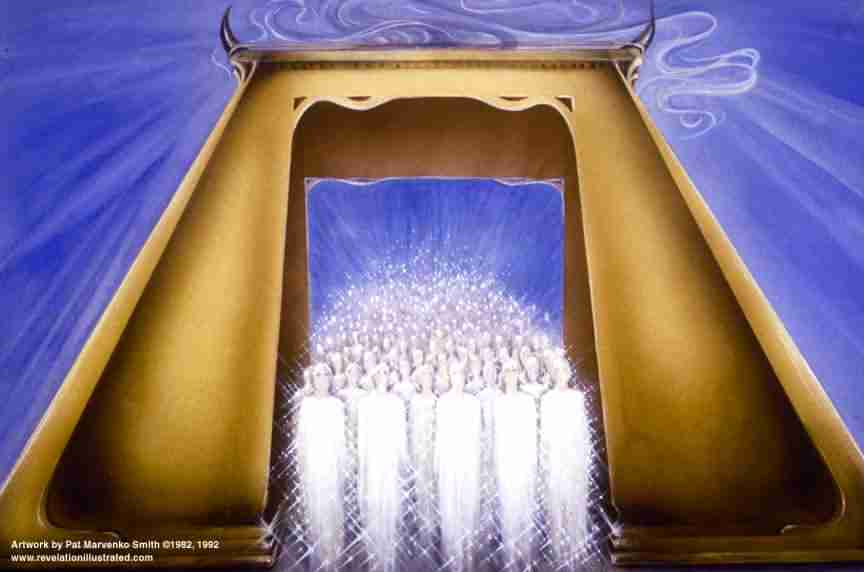 Artwork by Pat Marvenko Smith ©1982, 1992
www.revelationillustrated.com